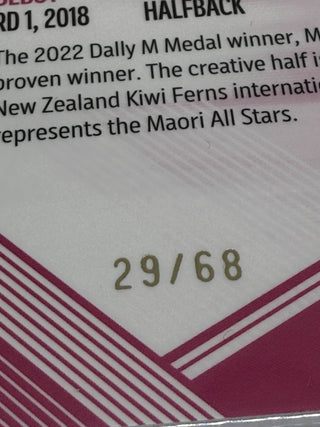 RD 1, 2018 HALFBACK
The 2022 Dally M Medal winner, M
proven winner. The creative half i
New Zealand Kiwi Ferns internatio
represents the Maori All Stars.
29/68